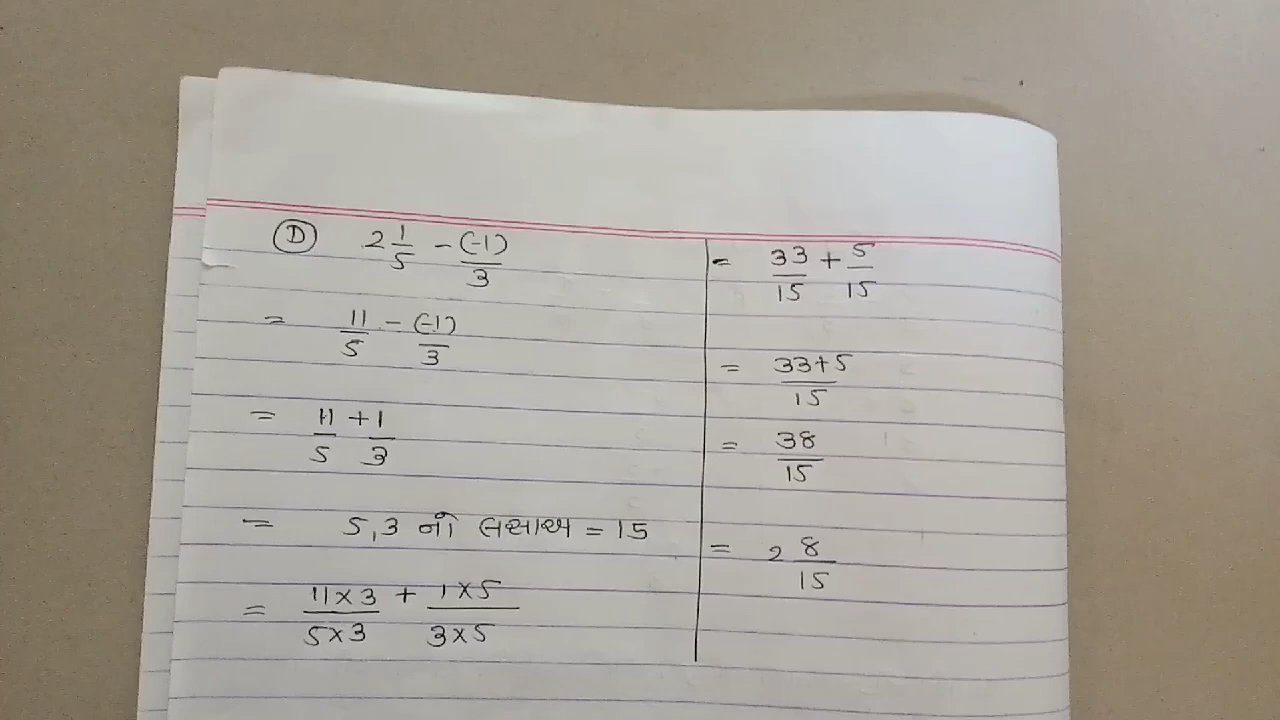 D 2 1/5 - (-1)/3
= 11/5 - (-1)/3
= 11/5 + 1/3
= 5,3 નો લસાઅ = 15
= 11×3/5×3 + 1×5/3×5
= 33/15 + 5/15
= 33+5/15
= 38/15
= 2 8/15